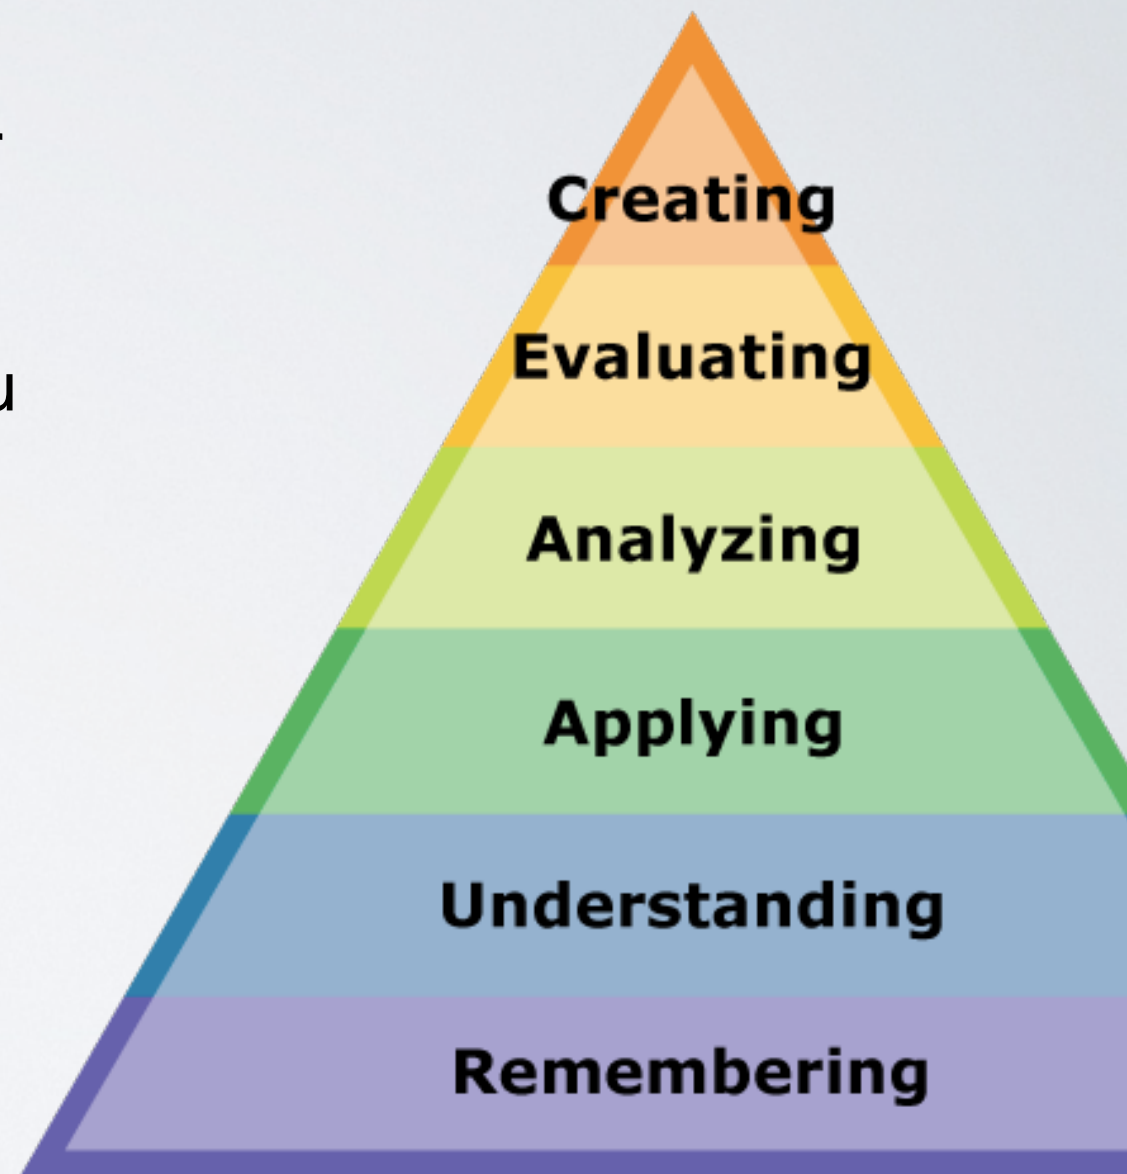 Creating
Evaluating
u
Analyzing
Applying
Understanding
Remembering